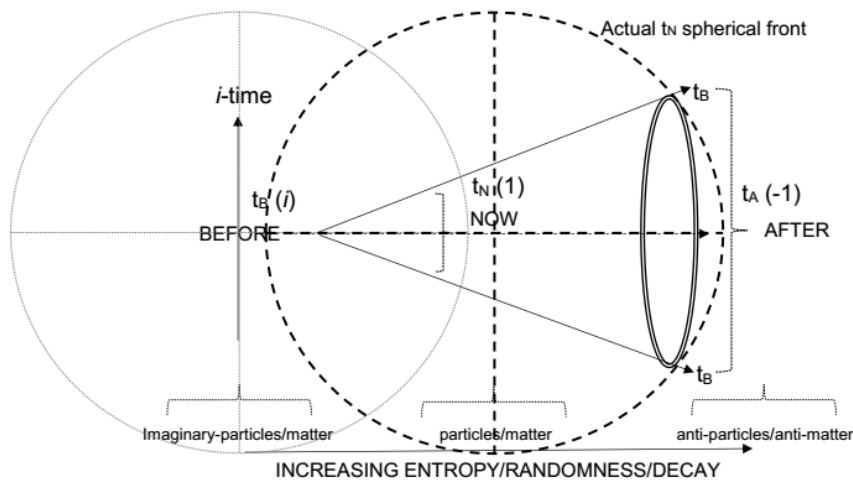 Actual tN spherical front
i-time
tB
tB (i)
tN (1)
tA (-1)
BEFORE
NOW
AFTER
tB
Imaginary-particles/matter
particles/matter
anti-particles/anti-matter
INCREASING ENTROPY/RANDOMNESS/DECAY